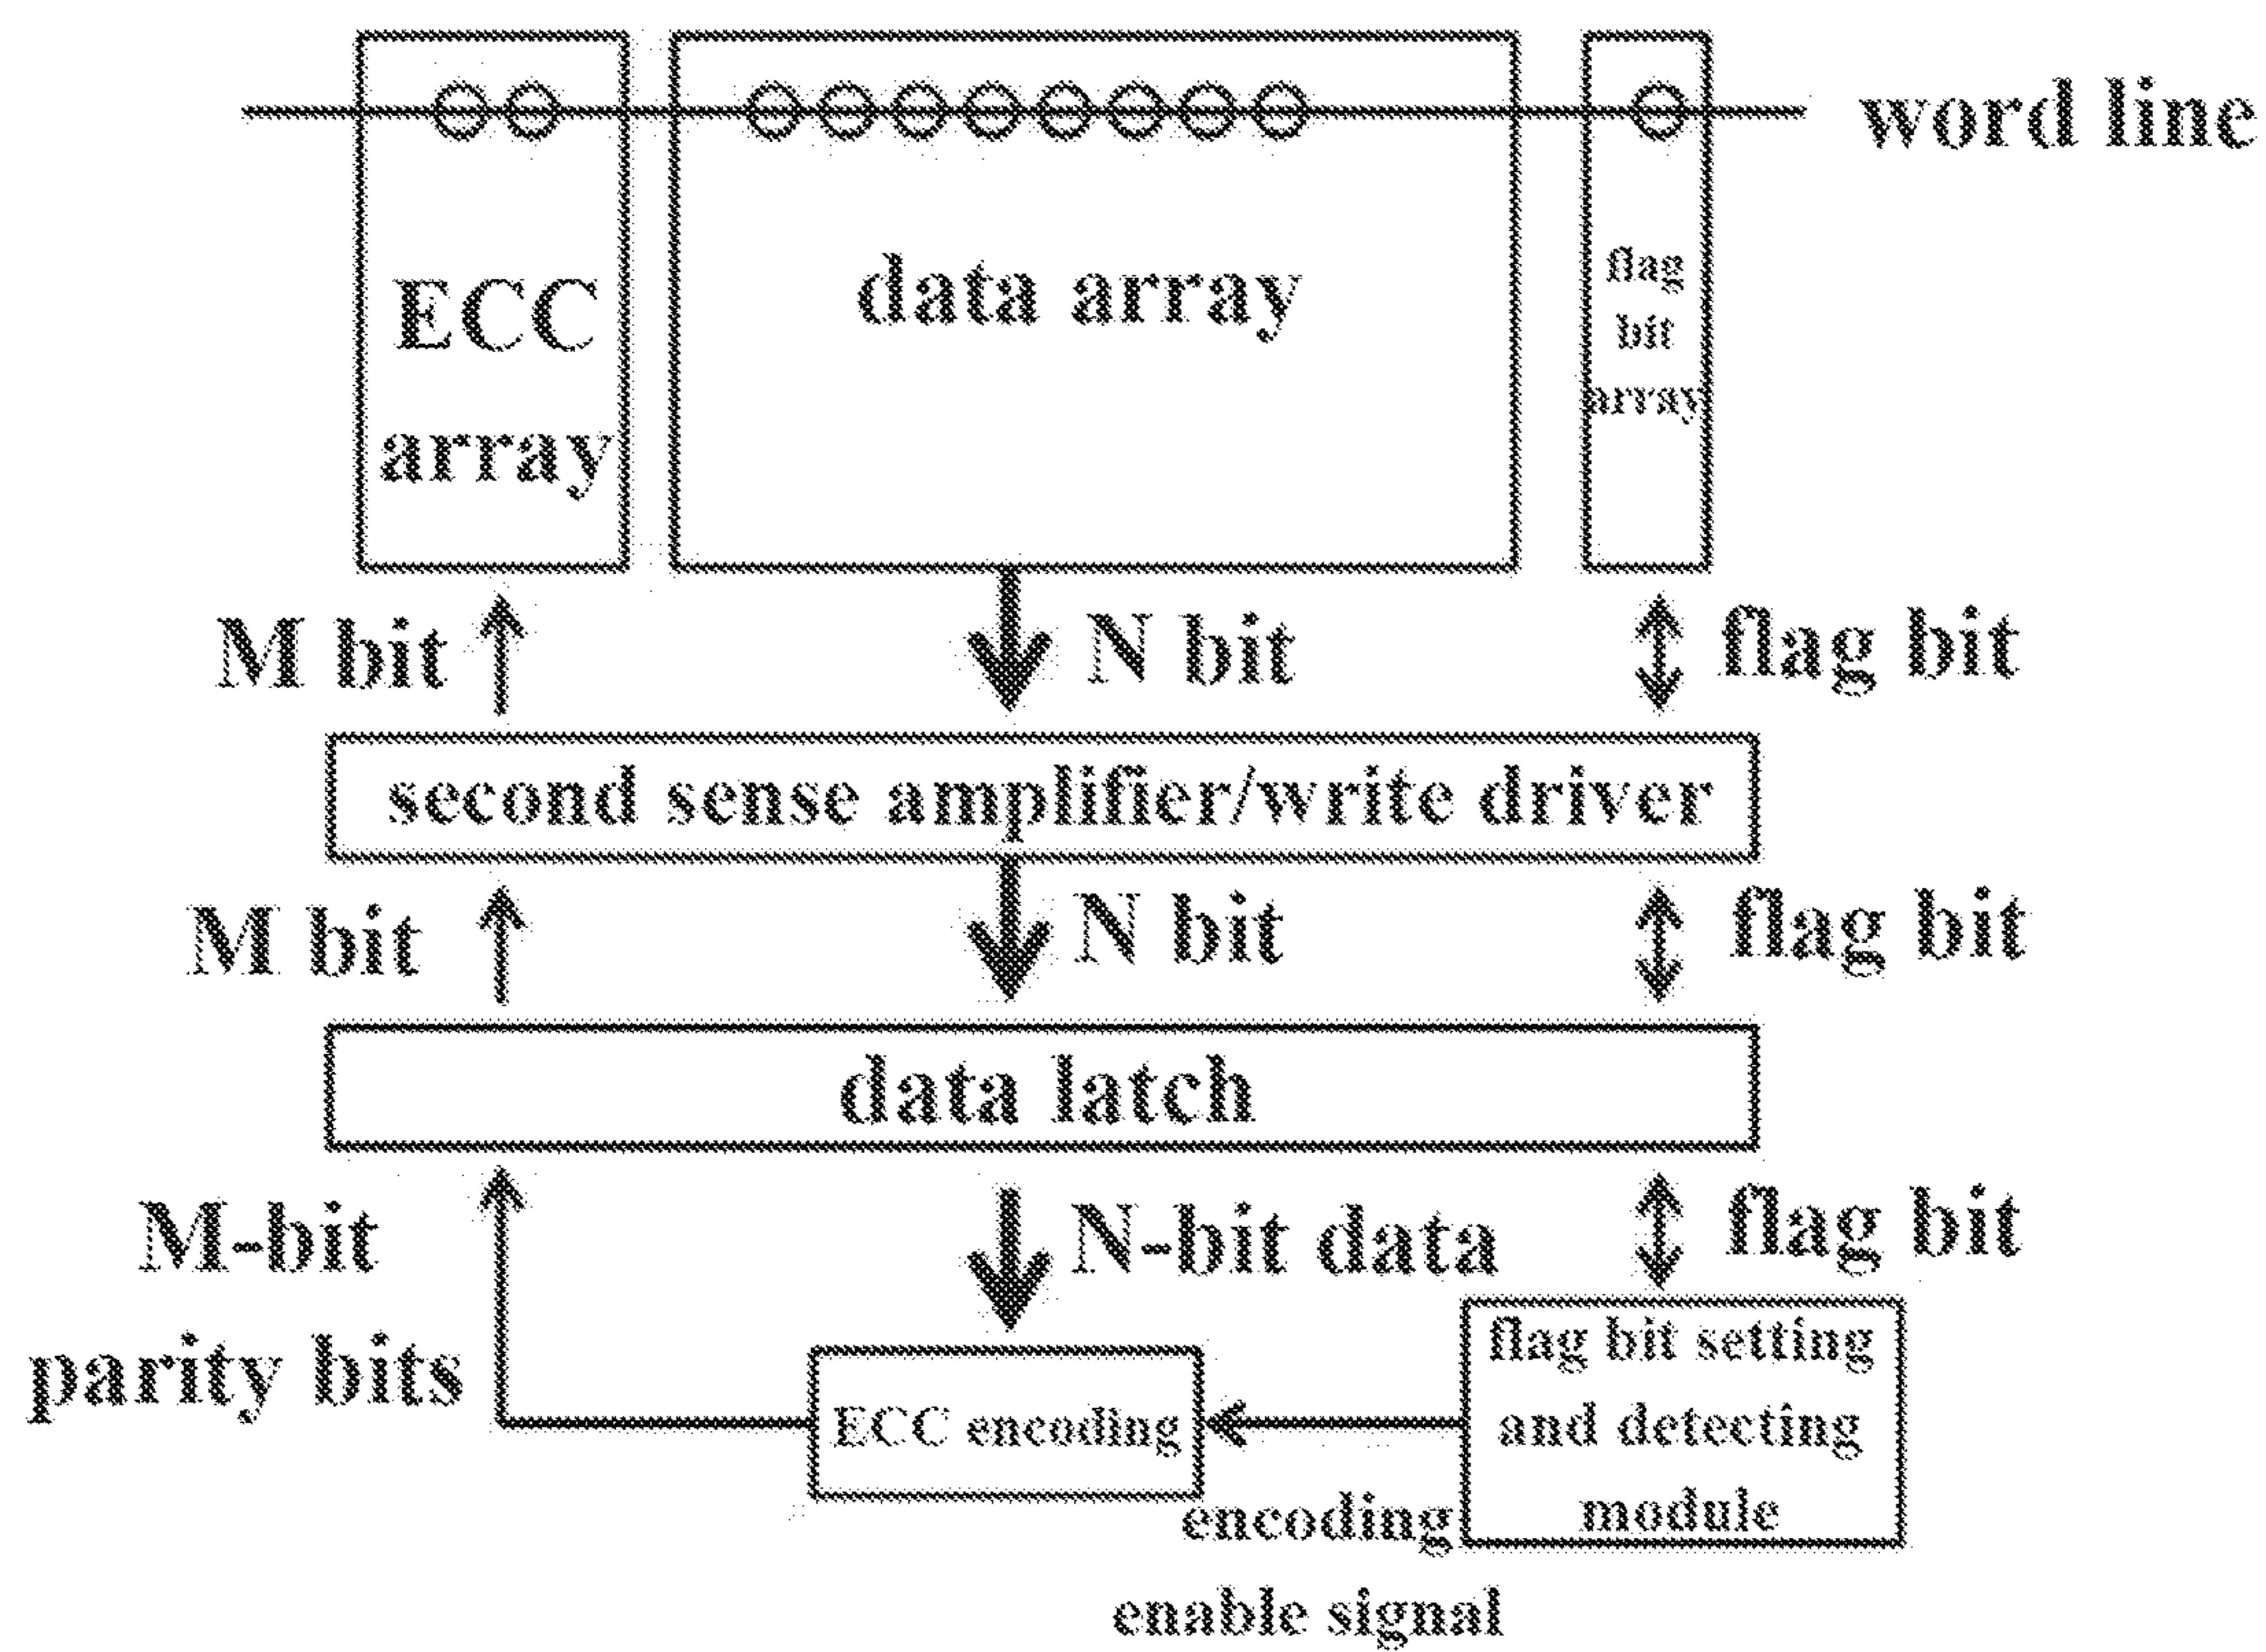 word line
ECC
array
data array
flag
bit
array
M bit
N bit
flag bit
second sense amplifier/write driver
M bit
N bit
flag bit
data latch
M-bit
parity bits
N-bit data
flag bit
ECC encoding
flag bit setting
and detecting
module
encoding
enable signal